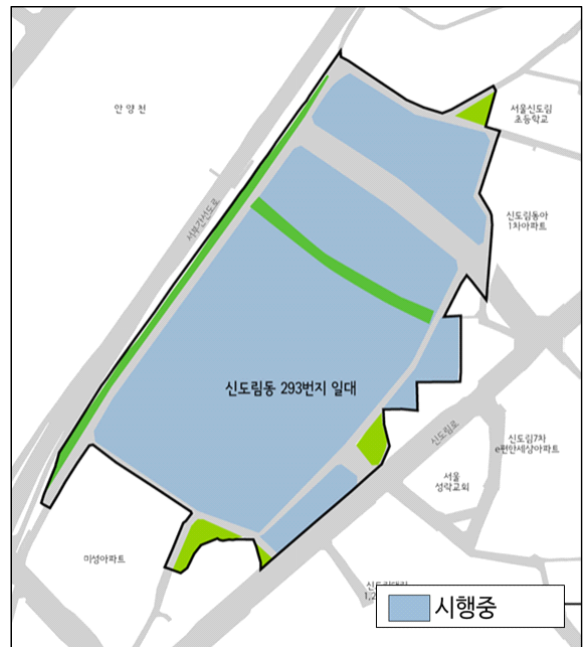 안양천
서울신도림
초등학교
서부간선도로
신도림동아
1차아파트
신도림동 293번지 일대
신도림로
신도림7차
e편한세상아파트
서울
성락교회
미성아파트
시행중